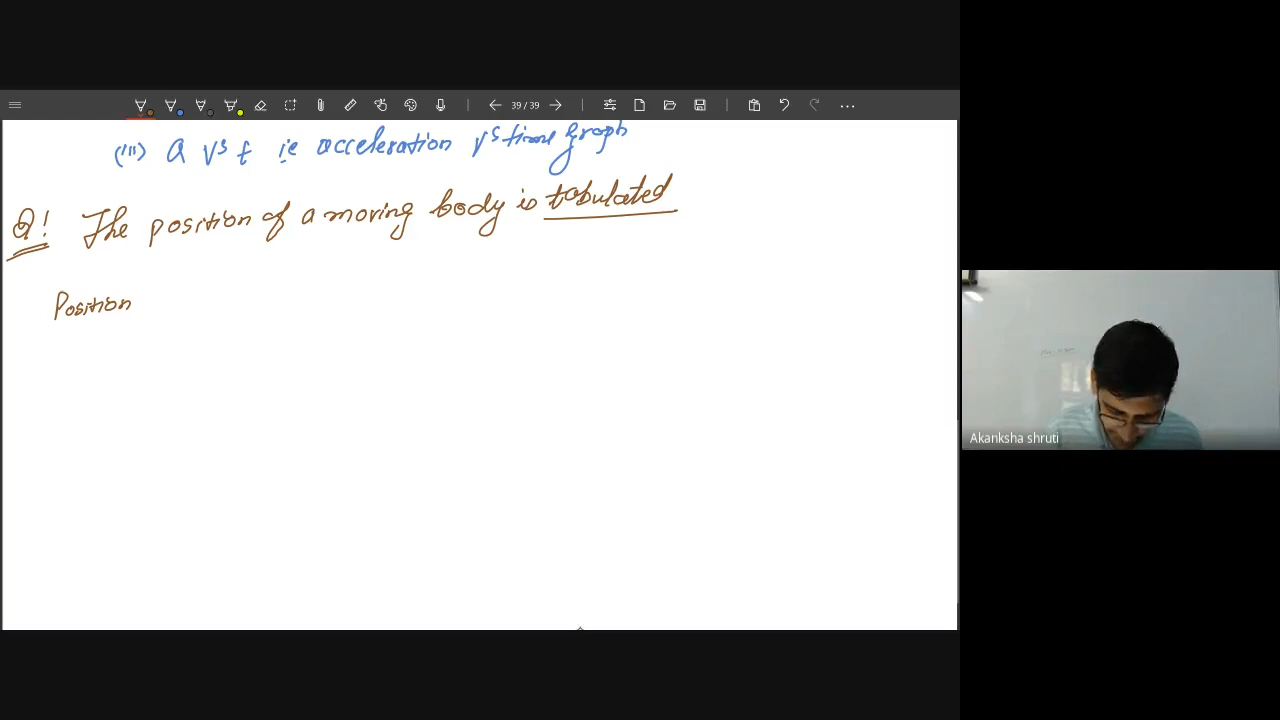 39 / 39
(iii) a vs t ie acceleration vs time Graph
Q! The position of a moving body is tabulated
Position
Akanksha shruti